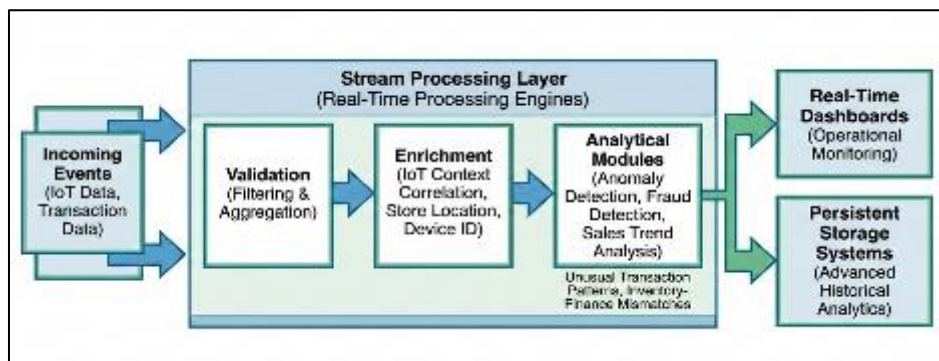 Incoming
Events
(IoT Data,
Transaction
Data)
Stream Processing Layer
(Real-Time Processing Engines)
Validation
(Filtering &
Aggregation)
Enrichment
(IoT Context
Correlation,
Store Location,
Device ID)
Analytical
Modules
(Anomaly
Detection, Fraud
Detection,
Sales Trend
Analysis)
Unusual Transaction
Patterns, Inventory-
Finance Mismatches
Real-Time
Dashboards
(Operational
Monitoring)
Persistent
Storage
Systems
(Advanced
Historical
Analytics)